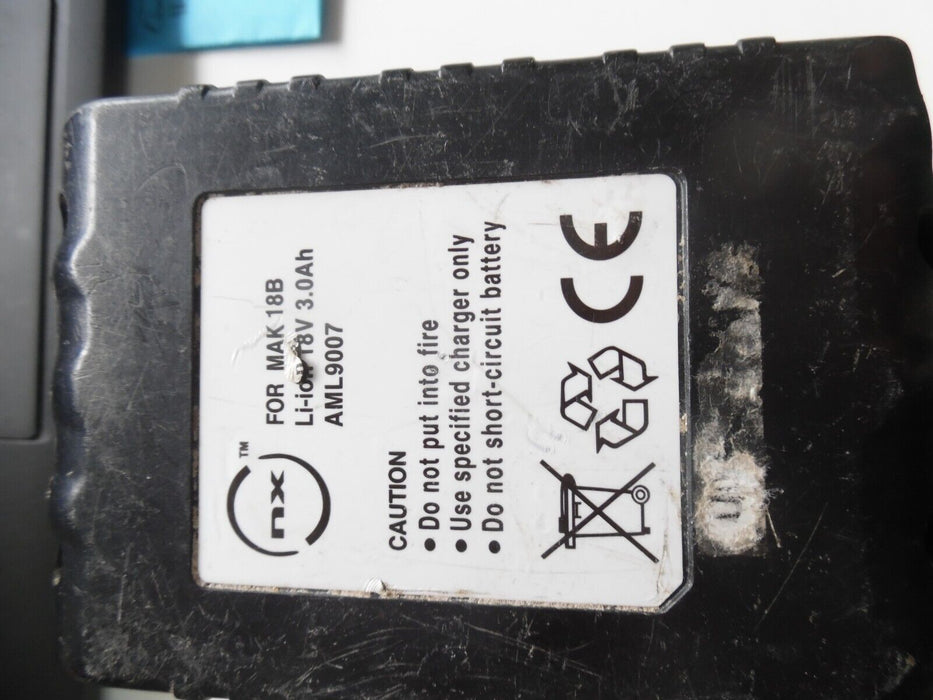 nx™
FOR MAK 18B
Li-ion 18V 3.0Ah
AML9007
CAUTION
• Do not put into fire
• Use specified charger only
• Do not short-circuit battery
CE